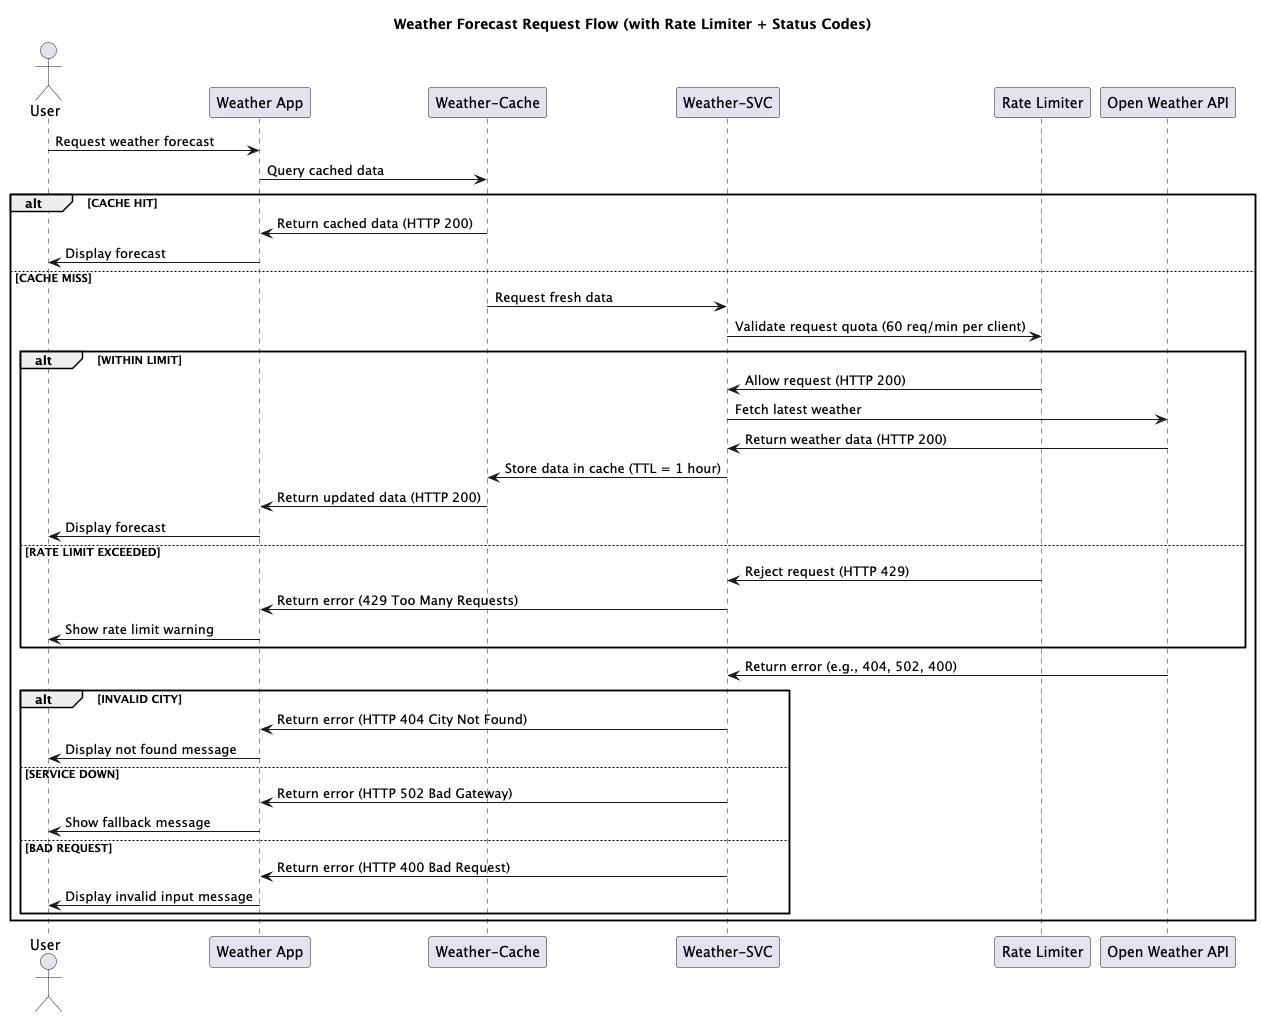 Weather Forecast Request Flow (with Rate Limiter + Status Codes)
User
Weather App
Weather-Cache
Weather-SVC
Rate Limiter
Open Weather API
Request weather forecast
Query cached data
alt
[CACHE HIT]
Return cached data (HTTP 200)
Display forecast
[CACHE MISS]
Request fresh data
Validate request quota (60 req/min per client)
alt
[WITHIN LIMIT]
Allow request (HTTP 200)
Fetch latest weather
Return weather data (HTTP 200)
Store data in cache (TTL = 1 hour)
Return updated data (HTTP 200)
Display forecast
[RATE LIMIT EXCEEDED]
Reject request (HTTP 429)
Return error (429 Too Many Requests)
Show rate limit warning
Return error (e.g., 404, 502, 400)
alt
[INVALID CITY]
Return error (HTTP 404 City Not Found)
Display not found message
[SERVICE DOWN]
Return error (HTTP 502 Bad Gateway)
Show fallback message
[BAD REQUEST]
Return error (HTTP 400 Bad Request)
Display invalid input message
User
Weather App
Weather-Cache
Weather-SVC
Rate Limiter
Open Weather API